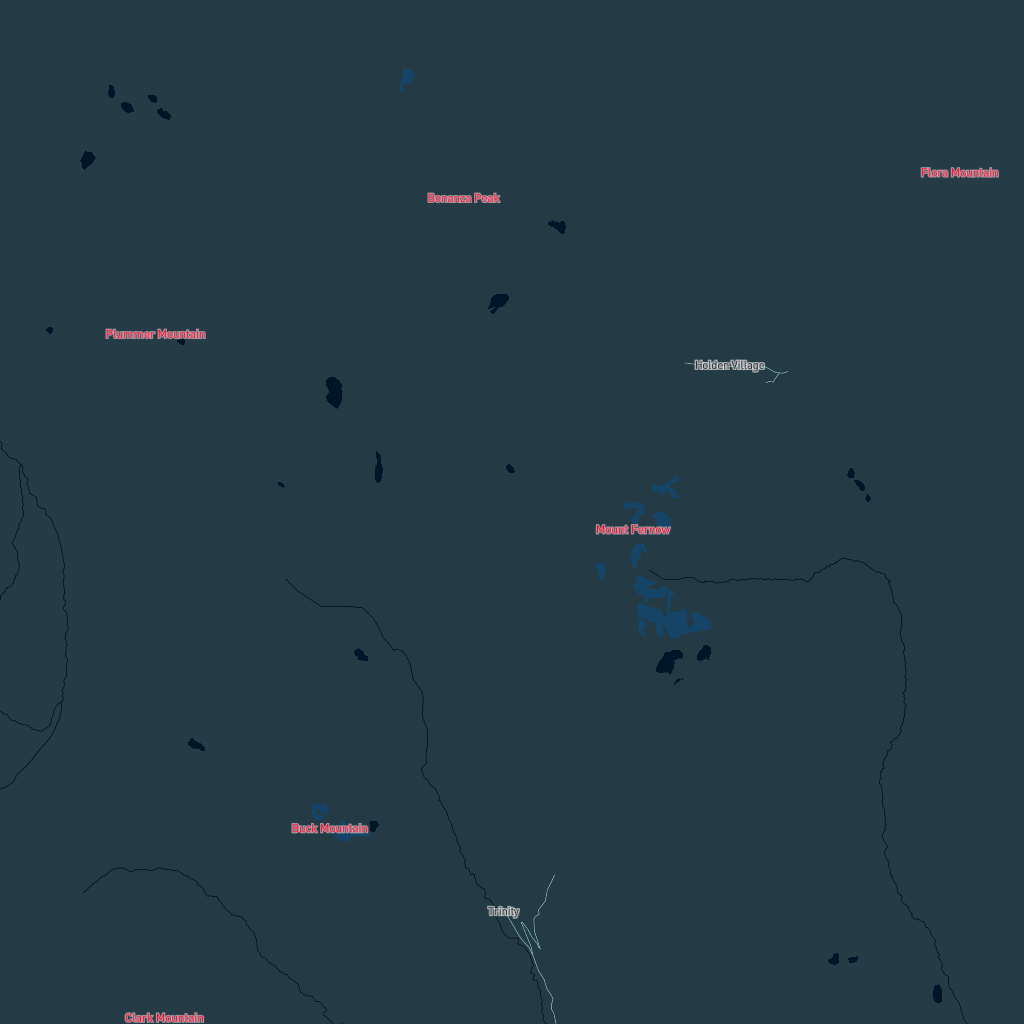 Flora Mountain
Bonanza Peak
Plummer Mountain
Holden Village
Mount Fernow
Duck Mountain
Trinity
Clark Mountain